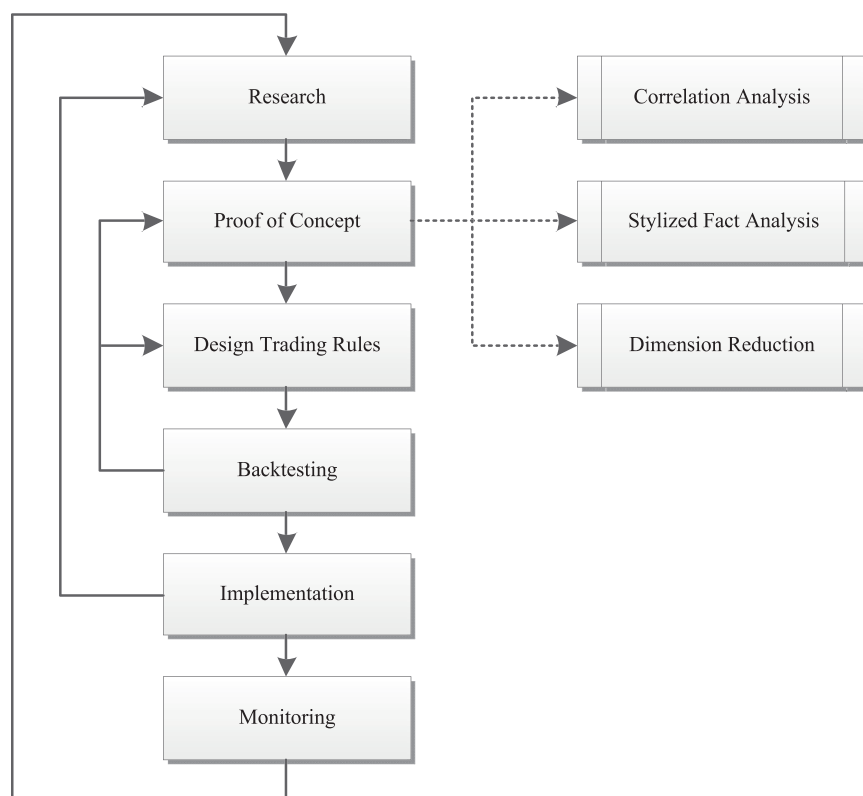 Research
Correlation Analysis
Proof of Concept
Stylized Fact Analysis
Design Trading Rules
Dimension Reduction
Backtesting
Implementation
Monitoring